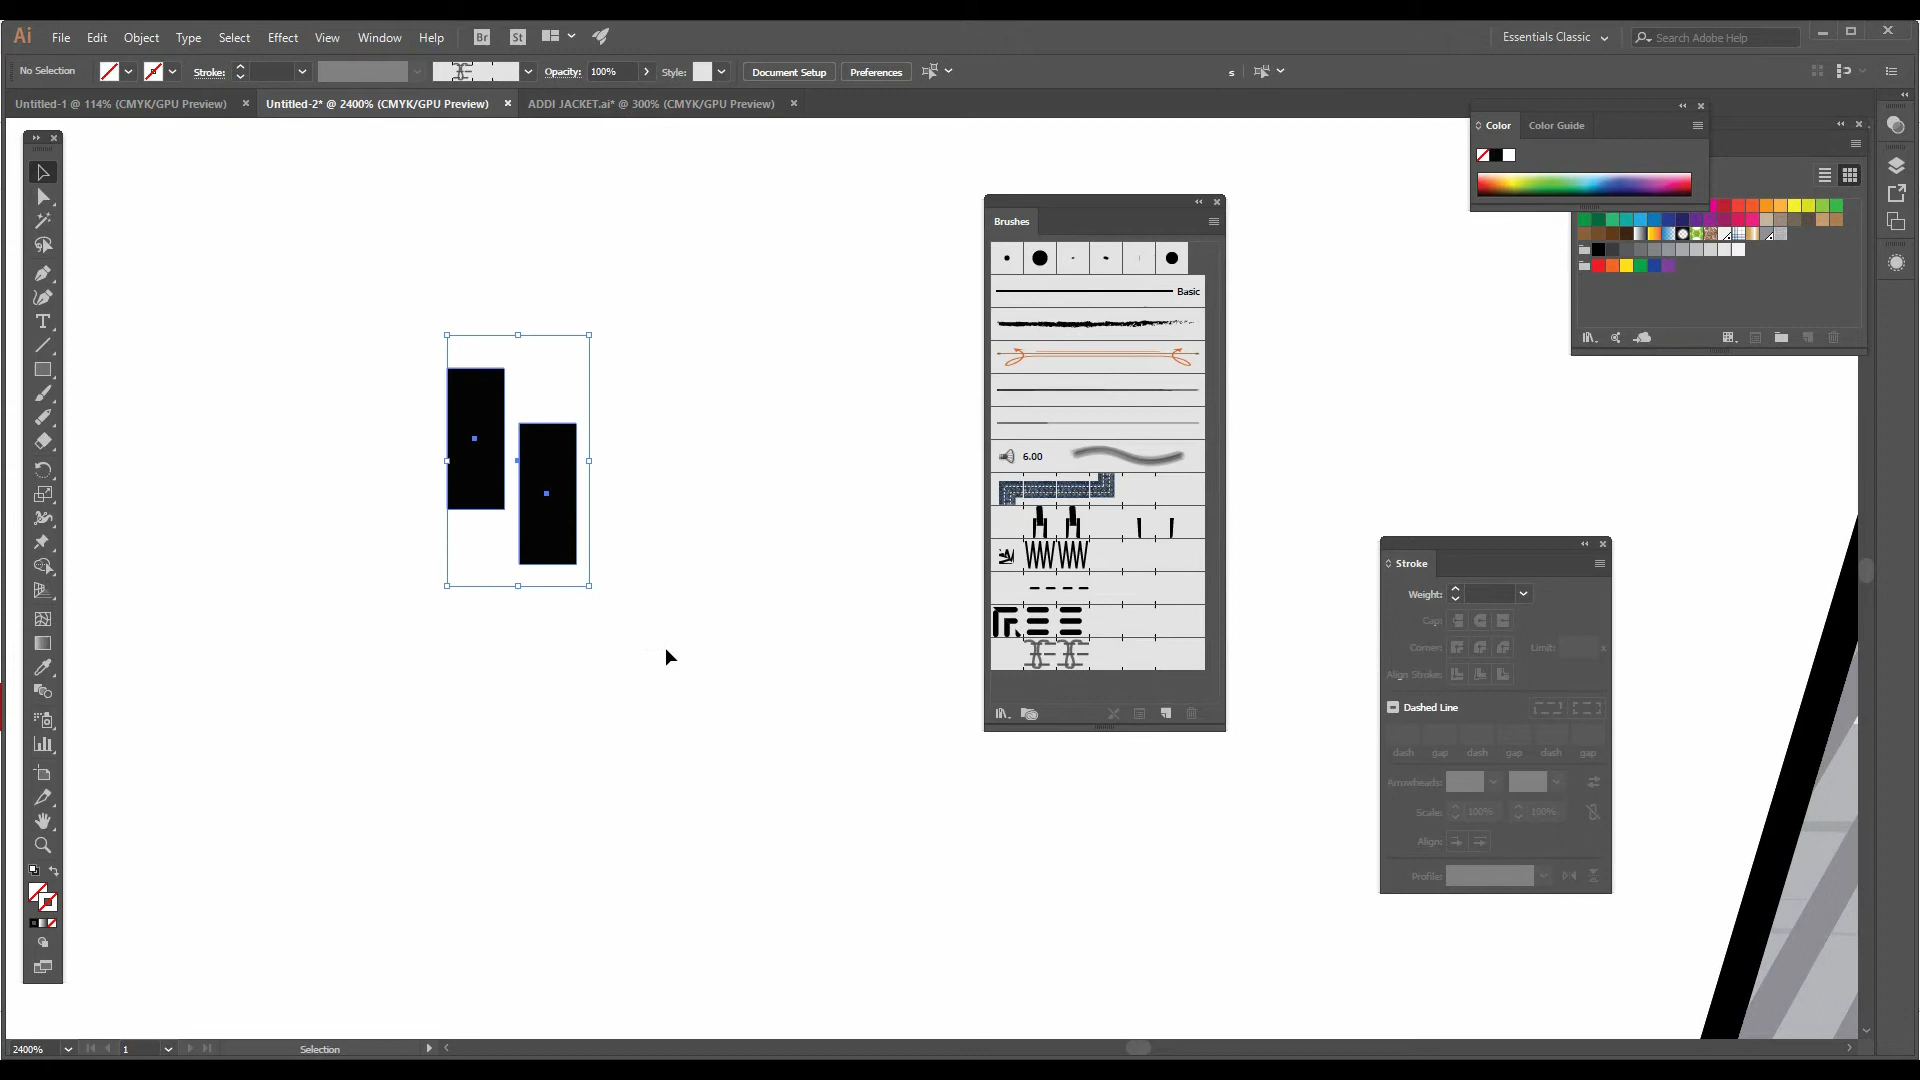 Ai File Edit Object Type Select Effect View Window Help Br St Essentials Classic Search Adobe Help
No Selection Stroke: Opacity: 100% Style: Document Setup Preferences s
Untitled-1 @ 114% (CMYK/GPU Preview) × Untitled-2* @ 2400% (CMYK/GPU Preview) × ADDI JACKET.ai* @ 300% (CMYK/GPU Preview) ×
Color Color Guide
Brushes
Basic
6.00
Stroke
Weight:
Cap:
Corner: Limit: x
Align Stroke:
Dashed Line
dash gap dash gap dash gap
Arrowheads:
Scale: 100% 100%
Align:
Profile:
2400% 1 Selection